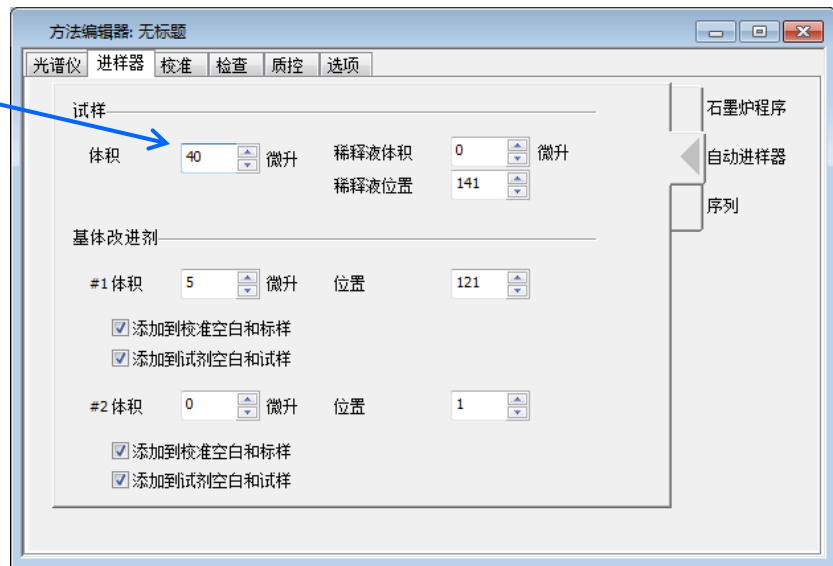 方法编辑器: 无标题
光谱仪 进样器 校准 检查 质控 选项
试样
体积 40 微升 稀释液体积 0 微升
稀释液位置 141
基体改进剂
#1体积 5 微升 位置 121
添加到校准空白和标样
添加到试剂空白和试样
#2体积 0 微升 位置 1
添加到校准空白和标样
添加到试剂空白和试样
石墨炉程序
自动进样器
序列